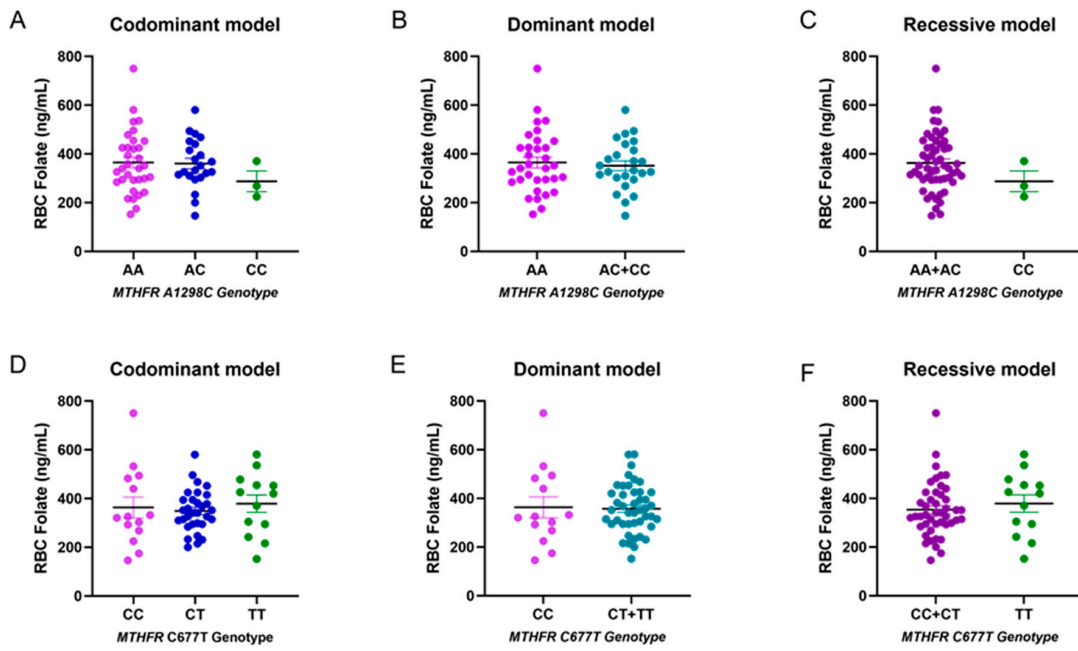 A
Codominant model
RBC Folate (ng/mL)
800
600
400
200
0
AA AC CC
MTHFR A1298C Genotype
B
Dominant model
RBC Folate (ng/mL)
800
600
400
200
0
AA AC+CC
MTHFR A1298C Genotype
C
Recessive model
RBC Folate (ng/mL)
800
600
400
200
0
AA+AC CC
MTHFR A1298C Genotype
D
Codominant model
RBC Folate (ng/mL)
800
600
400
200
0
CC CT TT
MTHFR C677T Genotype
E
Dominant model
RBC Folate (ng/mL)
800
600
400
200
0
CC CT+TT
MTHFR C677T Genotype
F
Recessive model
RBC Folate (ng/mL)
800
600
400
200
0
CC+CT TT
MTHFR C677T Genotype